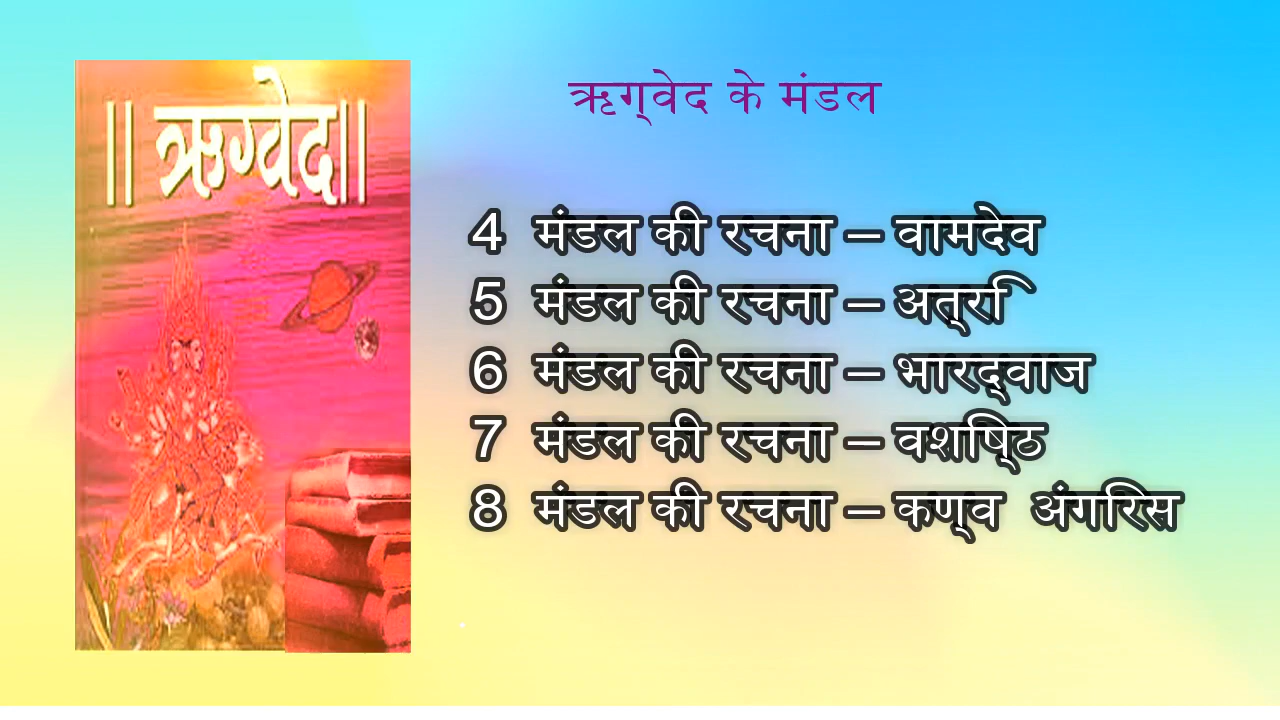 || ऋग्वेद||
ऋग्‌वेद के मंडल
4 मंडल की रचना – वामदेव
5 मंडल की रचना – अत्‌रि
6 मंडल की रचना – भारद्‌वाज
7 मंडल की रचना – वशष्‌ठि
8 मंडल की रचना – कण्‌व अंगरिस